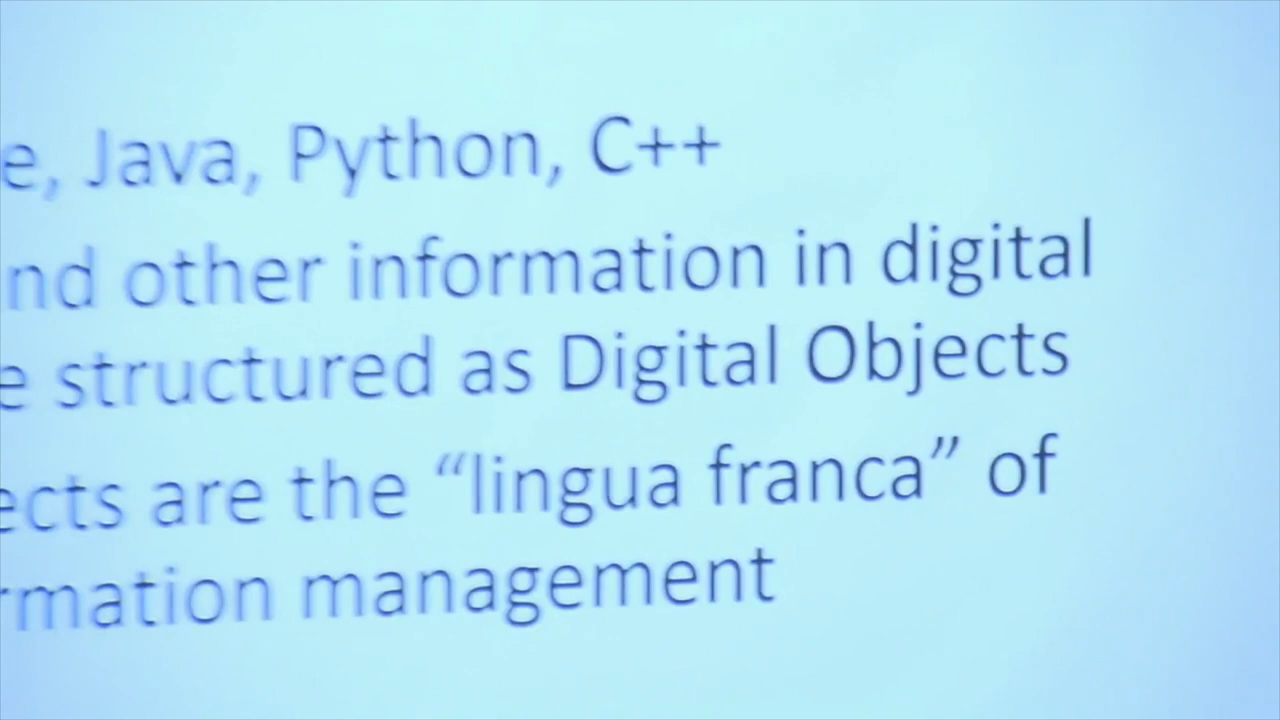 e, Java, Python, C++
nd other information in digital
e structured as Digital Objects
ects are the “lingua franca” of
rmation management